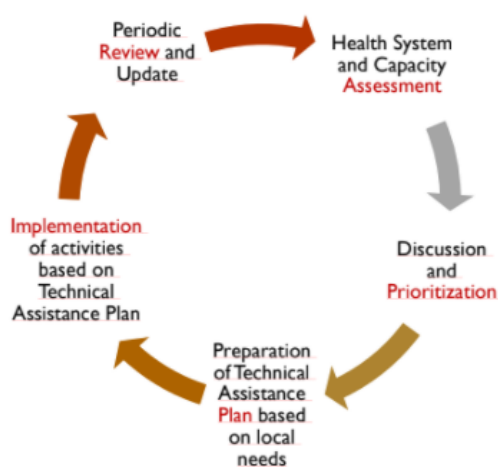 Periodic
Review and
Update
Health System
and Capacity
Assessment
Discussion
and
Prioritization
Preparation
of Technical
Assistance
Plan based
on local
needs
Implementation
of activities
based on
Technical
Assistance Plan